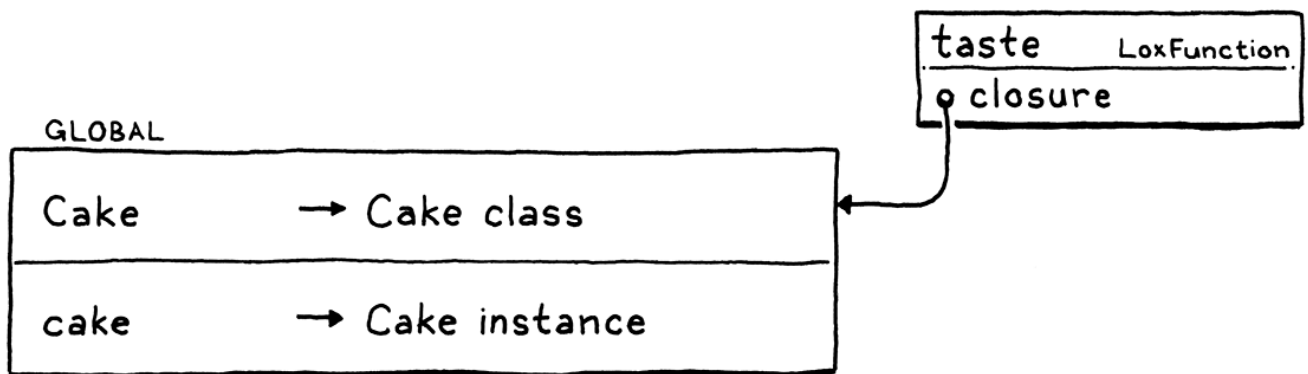 taste LoxFunction
closure
GLOBAL
Cake → Cake class
cake → Cake instance